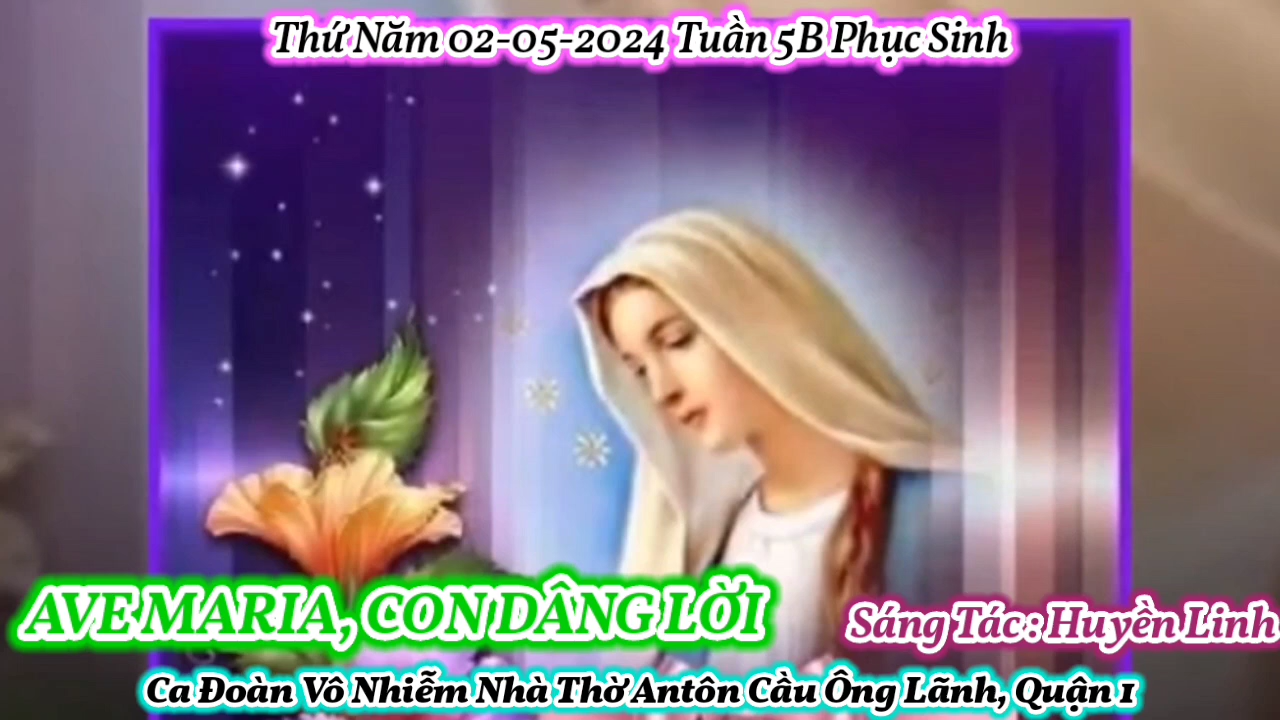 Thứ Năm 02-05-2024 Tuần 5B Phục Sinh
AVE MARIA, CON DÂNG LỜI
Sáng Tác : Huyền Linh
Ca Đoàn Vô Nhiễm Nhà Thờ Antôn Cầu Ông Lãnh, Quận 1